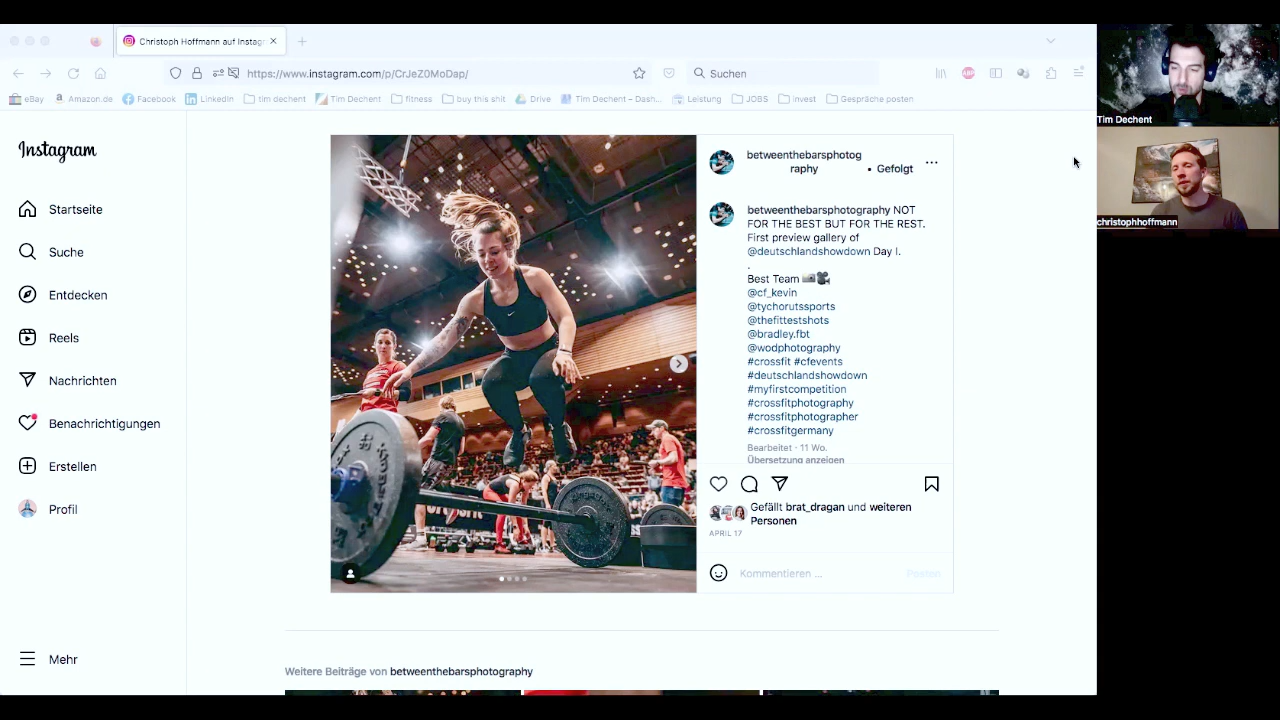 Christoph Hoffmann auf Instagr
https://www.instagram.com/p/CrJeZ0MoDap/
Suchen
eBay
Amazon.de
Facebook
LinkedIn
tim dechent
Tim Dechent
fitness
buy this shit
Drive
Tim Dechent – Dash...
Leistung
JOBS
Invest
Gespräche posten
ABP
Instagram
Startseite
Suche
Entdecken
Reels
Nachrichten
Benachrichtigungen
Erstellen
Profil
Mehr
betweenthebarsphotog
raphy • Gefolgt
betweenthebarsphotography NOT
FOR THE BEST BUT FOR THE REST.
First preview gallery of
@deutschlandshowdown Day I.
.
Best Team 📷🎥
@cf_kevin
@tychorutssports
@thefittestshots
@bradley.fbt
@wodphotography
#crossfit #cfevents
#deutschlandshowdown
#myfirstcompetition
#crossfitphotography
#crossfitphotographer
#crossfitgermany
Bearbeitet · 11 Wo.
Übersetzung anzeigen
Gefällt brat_dragan und weiteren
Personen
APRIL 17
Kommentieren ...
Posten
Weitere Beiträge von betweenthebarsphotography
Tim Dechent
christophhoffmann